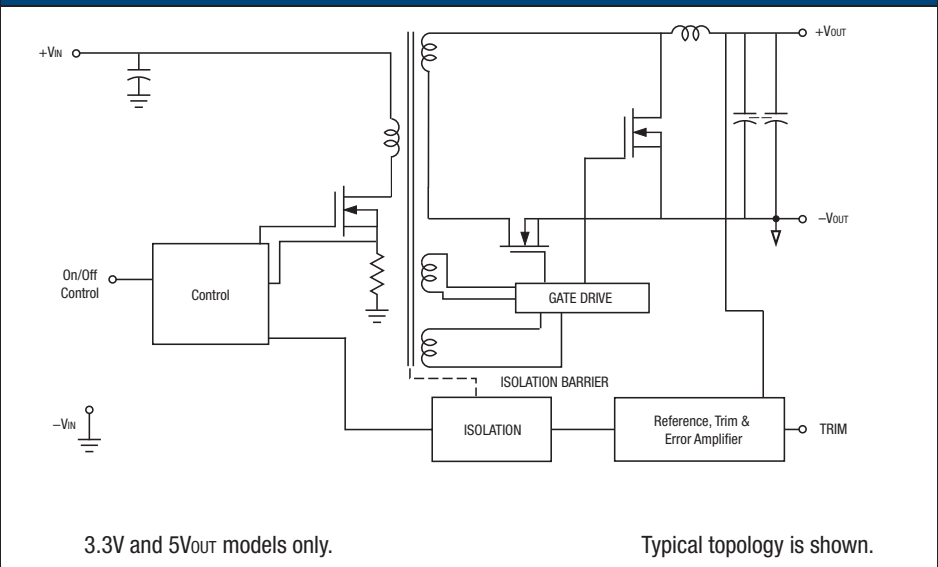 +VIN
+VOUT
–VOUT
On/Off
Control
Control
GATE DRIVE
ISOLATION BARRIER
–VIN
ISOLATION
Reference, Trim &
Error Amplifier
TRIM
3.3V and 5VOUT models only.
Typical topology is shown.